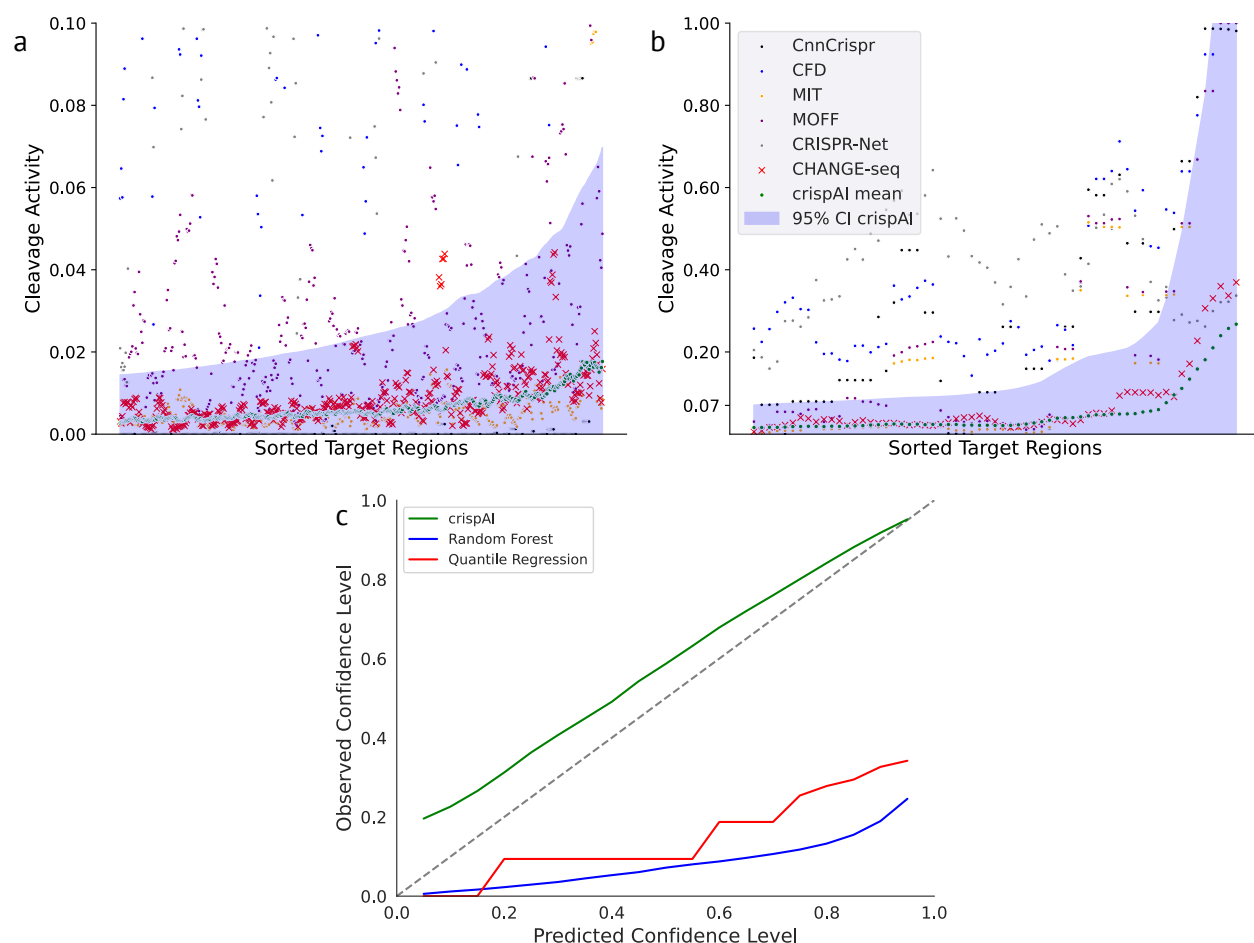 a
0.10
0.08
0.06
0.04
0.02
0.00
Cleavage Activity
Sorted Target Regions
b
1.00
0.80
0.60
0.40
0.20
0.07
Cleavage Activity
CnnCrispr
CFD
MIT
MOFF
CRISPR-Net
CHANGE-seq
crispAI mean
95% CI crispAI
Sorted Target Regions
c
1.0
0.8
0.6
0.4
0.2
0.0
Observed Confidence Level
crispAI
Random Forest
Quantile Regression
0.0 0.2 0.4 0.6 0.8 1.0
Predicted Confidence Level